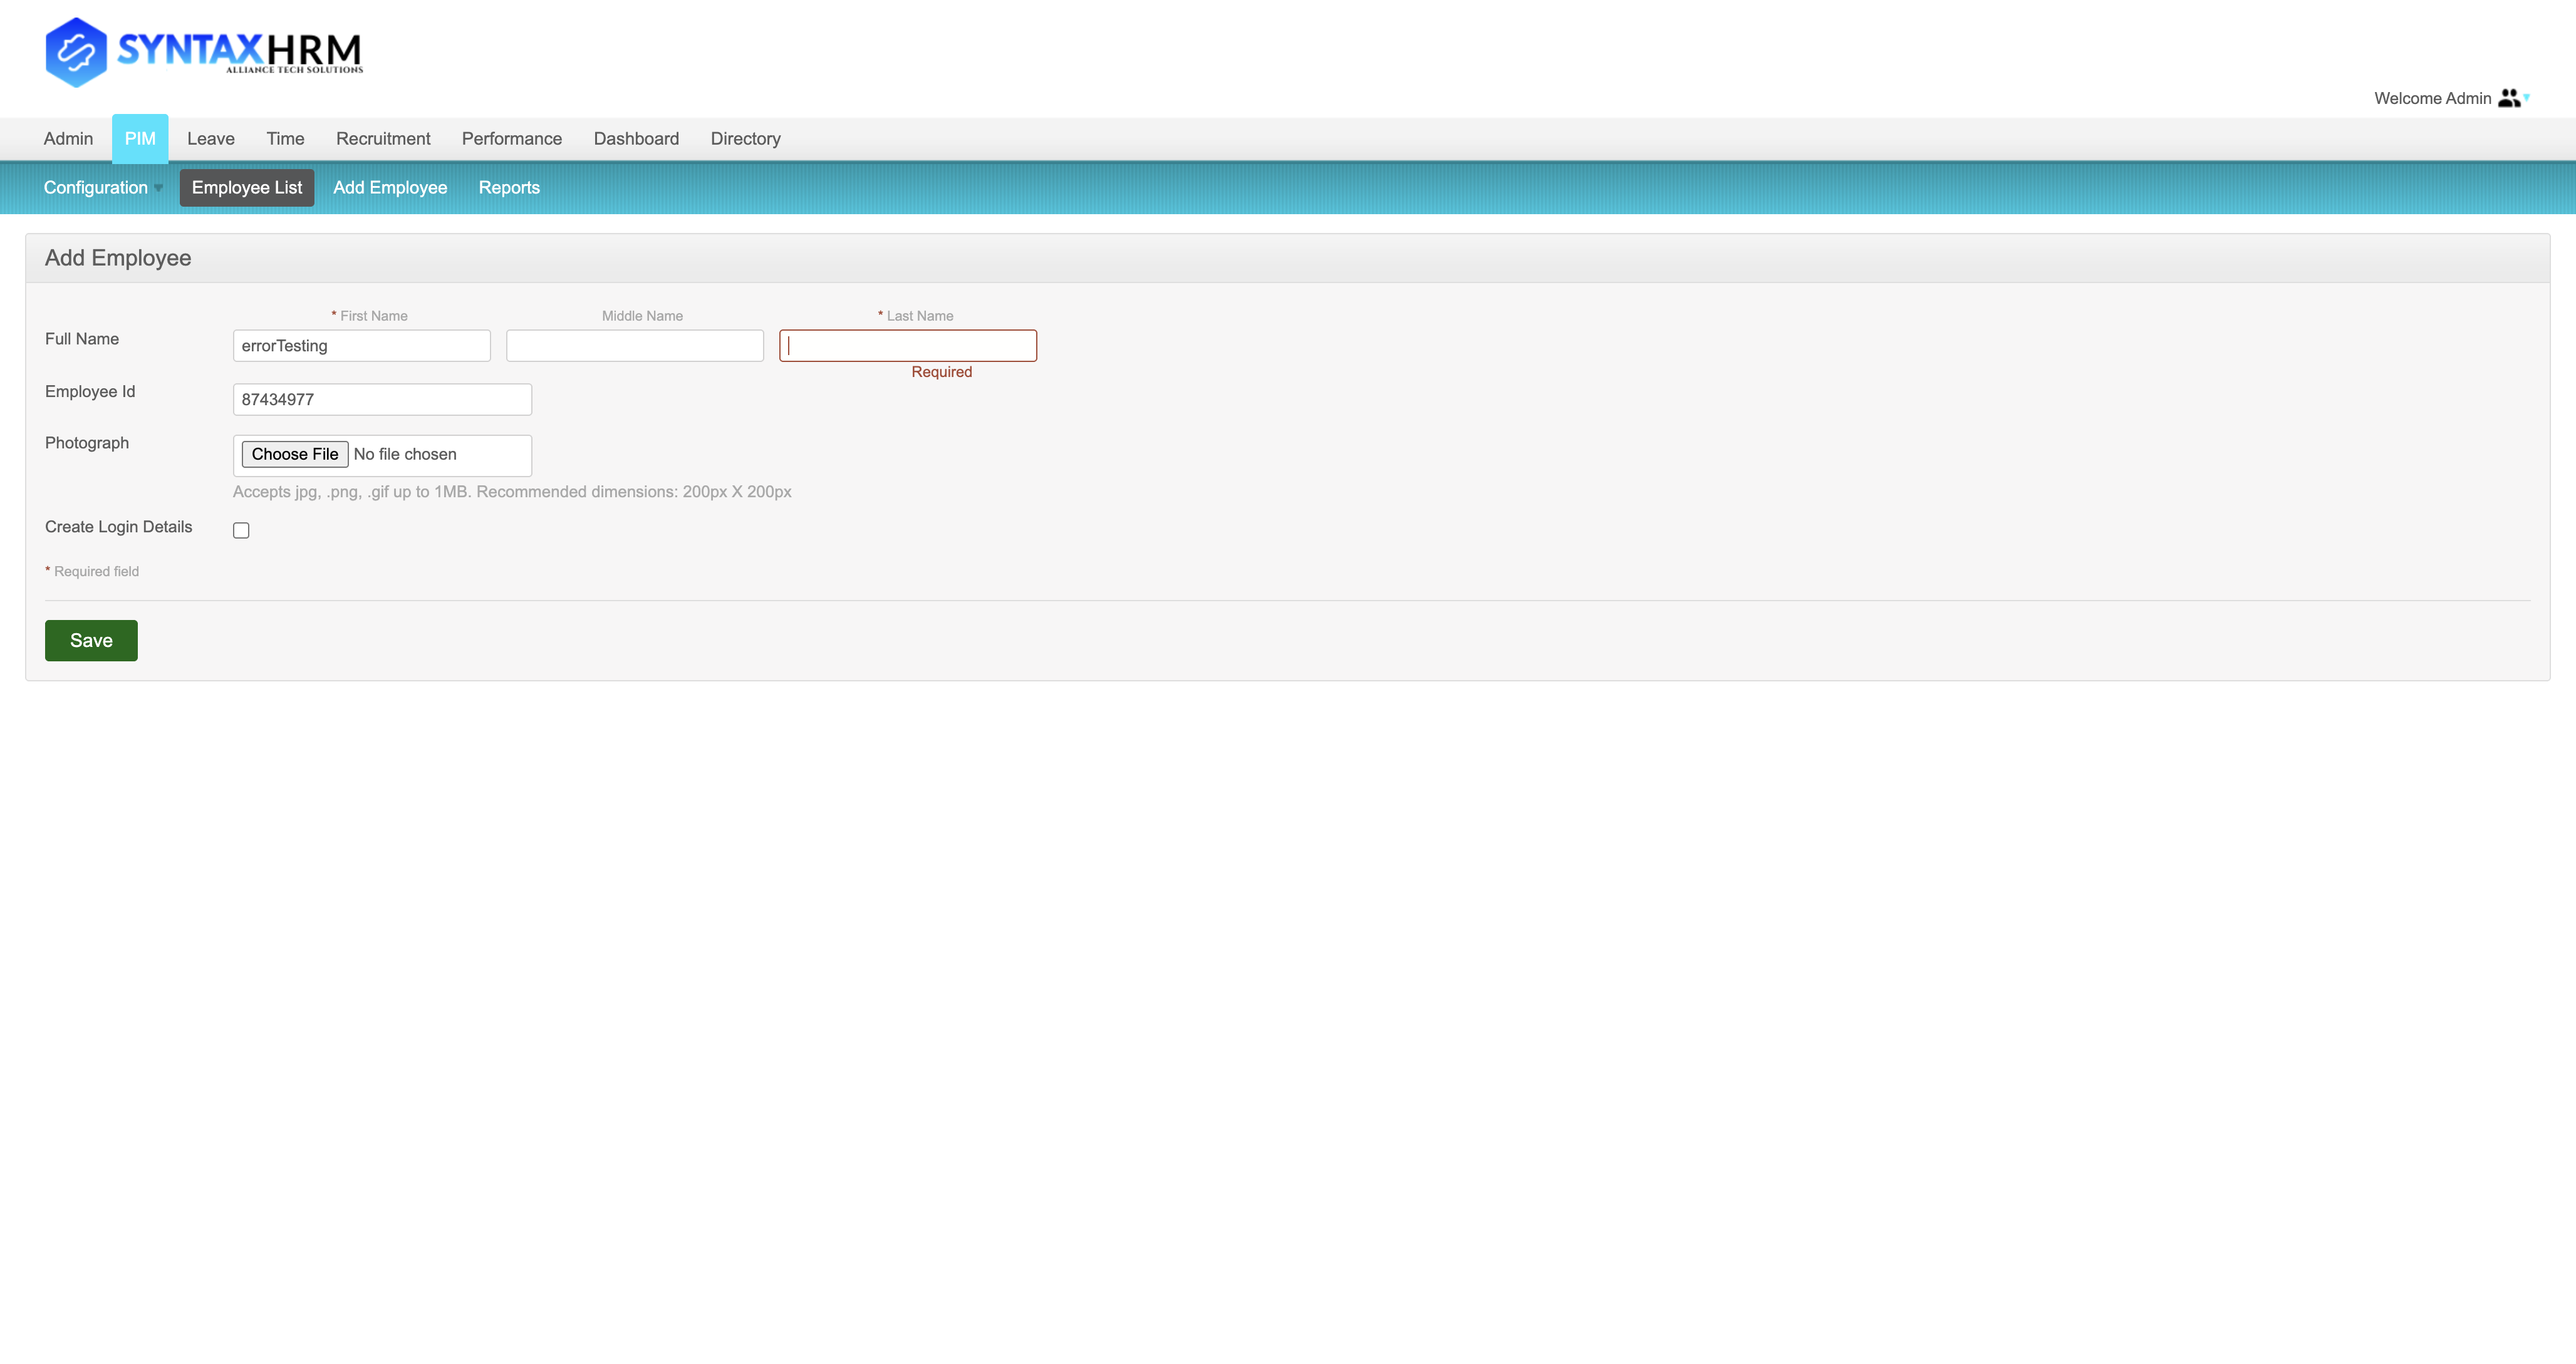 SYNTAXHRM
ALLIANCE TECH SOLUTIONS
Welcome Admin
Admin PIM Leave Time Recruitment Performance Dashboard Directory
Configuration Employee List Add Employee Reports
Add Employee
* First Name Middle Name * Last Name
Full Name errorTesting
Required
Employee Id 87434977
Photograph Choose File No file chosen
Accepts jpg, .png, .gif up to 1MB. Recommended dimensions: 200px X 200px
Create Login Details
* Required field
Save